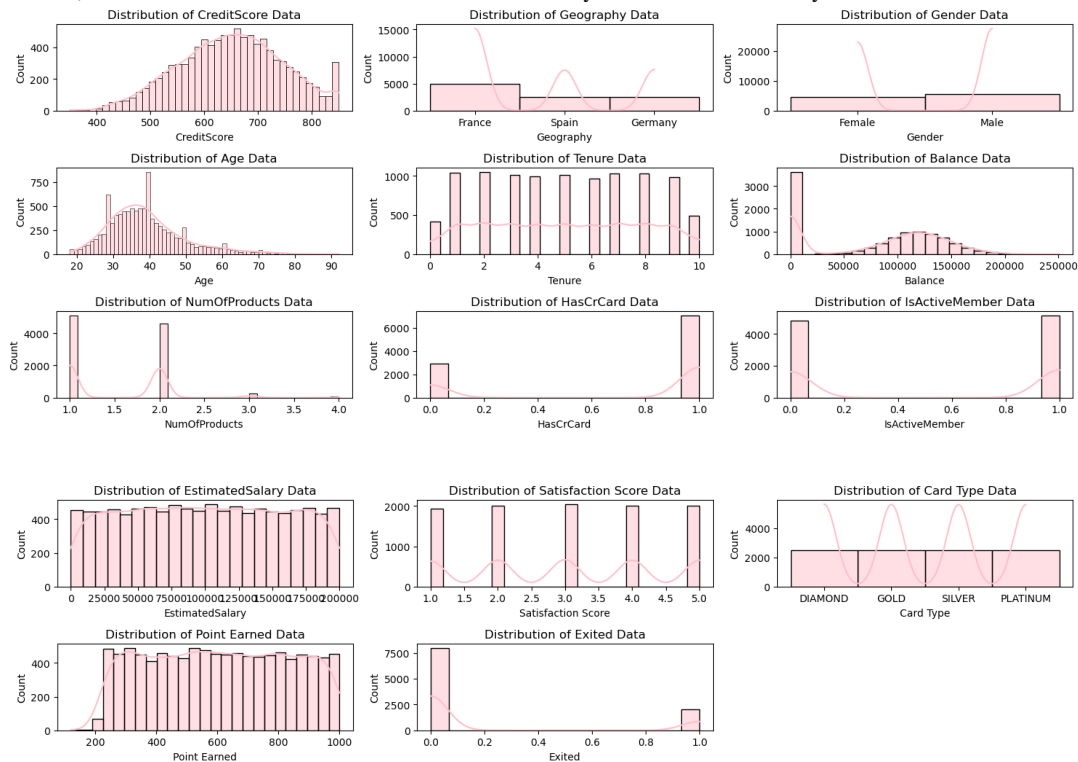 Distribution of CreditScore Data
Count
400
200
0
400 500 600 700 800
CreditScore
Distribution of Geography Data
Count
15000
10000
5000
0
France Spain Germany
Geography
Distribution of Gender Data
Count
20000
10000
0
Female Male
Gender
Distribution of Age Data
Count
750
500
250
0
20 30 40 50 60 70 80 90
Age
Distribution of Tenure Data
Count
1000
500
0
0 2 4 6 8 10
Tenure
Distribution of Balance Data
Count
3000
2000
1000
0
0 50000 100000 150000 200000 250000
Balance
Distribution of NumOfProducts Data
Count
4000
2000
0
1.0 1.5 2.0 2.5 3.0 3.5 4.0
NumOfProducts
Distribution of HasCrCard Data
Count
6000
4000
2000
0
0.0 0.2 0.4 0.6 0.8 1.0
HasCrCard
Distribution of IsActiveMember Data
Count
4000
2000
0
0.0 0.2 0.4 0.6 0.8 1.0
IsActiveMember
Distribution of EstimatedSalary Data
Count
400
200
0
0 25000 50000 75000 100000 125000 150000 175000 200000
EstimatedSalary
Distribution of Satisfaction Score Data
Count
2000
1000
0
1.0 1.5 2.0 2.5 3.0 3.5 4.0 4.5 5.0
Satisfaction Score
Distribution of Card Type Data
Count
4000
2000
0
DIAMOND GOLD SILVER PLATINUM
Card Type
Distribution of Point Earned Data
Count
400
200
0
200 400 600 800 1000
Point Earned
Distribution of Exited Data
Count
7500
5000
2500
0
0.0 0.2 0.4 0.6 0.8 1.0
Exited